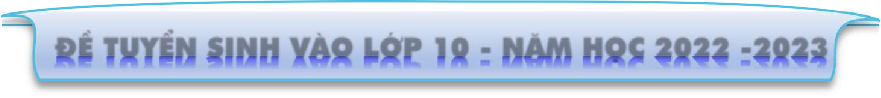 ĐỀ TUYỂN SINH VÀO LỚP 10 - NĂM HỌC 2022 -2023